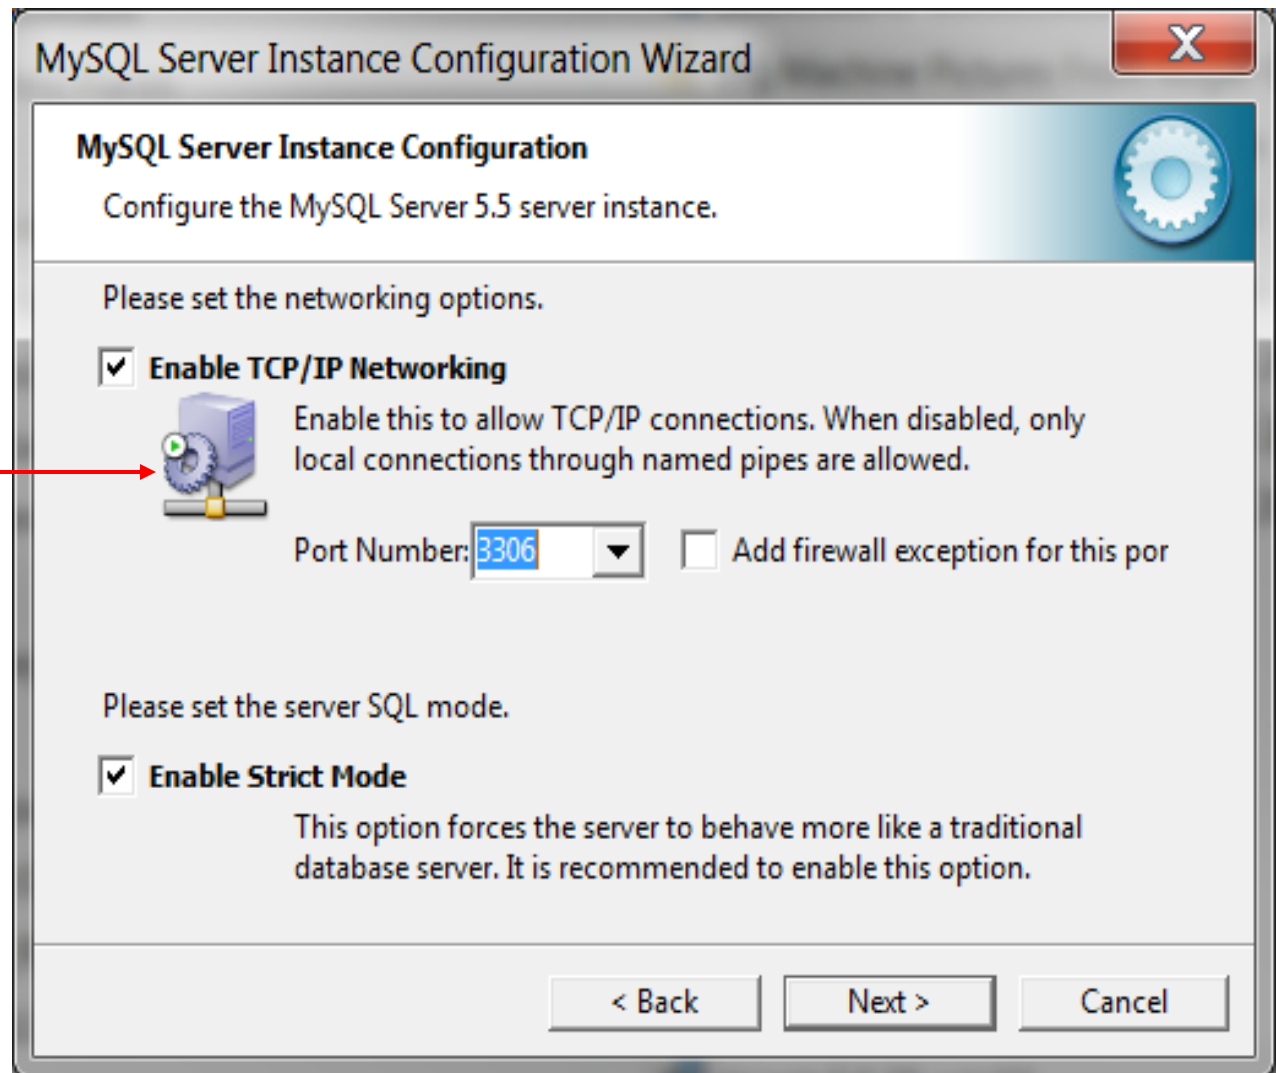 MySQL Server Instance Configuration Wizard
MySQL Server Instance Configuration
Configure the MySQL Server 5.5 server instance.
Please set the networking options.
Enable TCP/IP Networking
Enable this to allow TCP/IP connections. When disabled, only
local connections through named pipes are allowed.
Port Number: 3306 Add firewall exception for this por
Please set the server SQL mode.
Enable Strict Mode
This option forces the server to behave more like a traditional
database server. It is recommended to enable this option.
< Back Next > Cancel